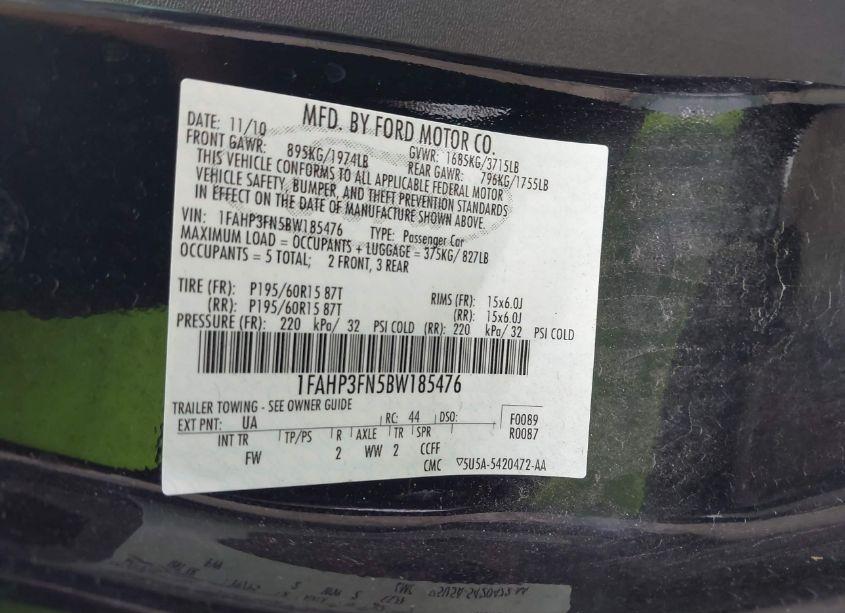 MFD. BY FORD MOTOR CO.
DATE: 11/10 GVWR: 1685KG/3715LB
FRONT GAWR: 895KG/1974LB REAR GAWR: 796KG/1755LB
THIS VEHICLE CONFORMS TO ALL APPLICABLE FEDERAL MOTOR
VEHICLE SAFETY, BUMPER, AND THEFT PREVENTION STANDARDS
IN EFFECT ON THE DATE OF MANUFACTURE SHOWN ABOVE.
VIN: 1FAHP3FN5BW185476 TYPE: Passenger Car
MAXIMUM LOAD = OCCUPANTS + LUGGAGE = 375KG/ 827LB
OCCUPANTS = 5 TOTAL; 2 FRONT, 3 REAR
TIRE (FR): P195/60R15 87T RIMS (FR): 15x6.0J
(RR): P195/60R15 87T (RR): 15x6.0J
PRESSURE (FR): 220 kPa/ 32 PSI COLD (RR): 220 kPa/ 32 PSI COLD
1FAHP3FN5BW185476
TRAILER TOWING - SEE OWNER GUIDE
EXT PNT: UA RC: 44 DSO: F0089
R0087
INT TR TP/PS R AXLE TR SPR
FW 2 WW 2 CCFF
CMC ▽5U5A-5420472-AA